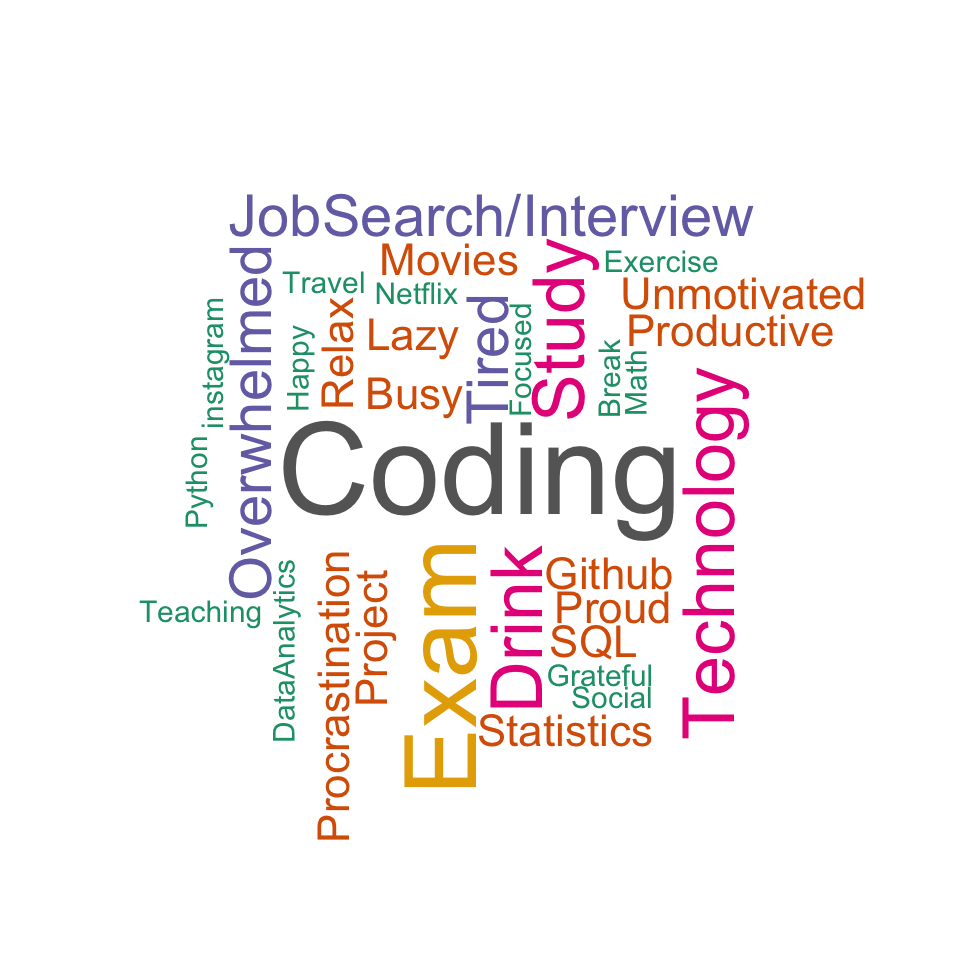 JobSearch/Interview
Movies
Exercise
Travel
Netflix
Unmotivated
Productive
instagram
Overwhelmed
Happy
Relax
Lazy
Busy
Tired
Focused
Study
Break
Math
Python
Coding
Technology
Teaching
DataAnalytics
Procrastination
Project
Exam
Drink
Github
Proud
SQL
Grateful
Social
Statistics